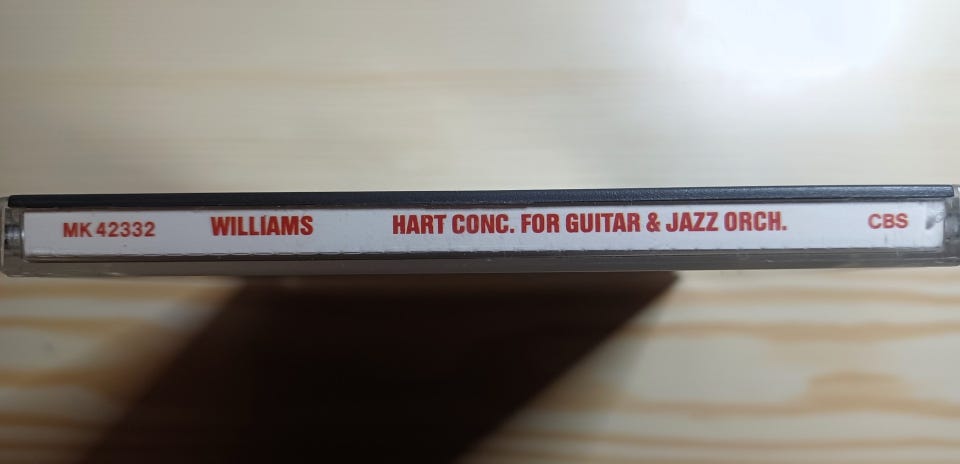 MK 42332 WILLIAMS HART CONC. FOR GUITAR & JAZZ ORCH. CBS